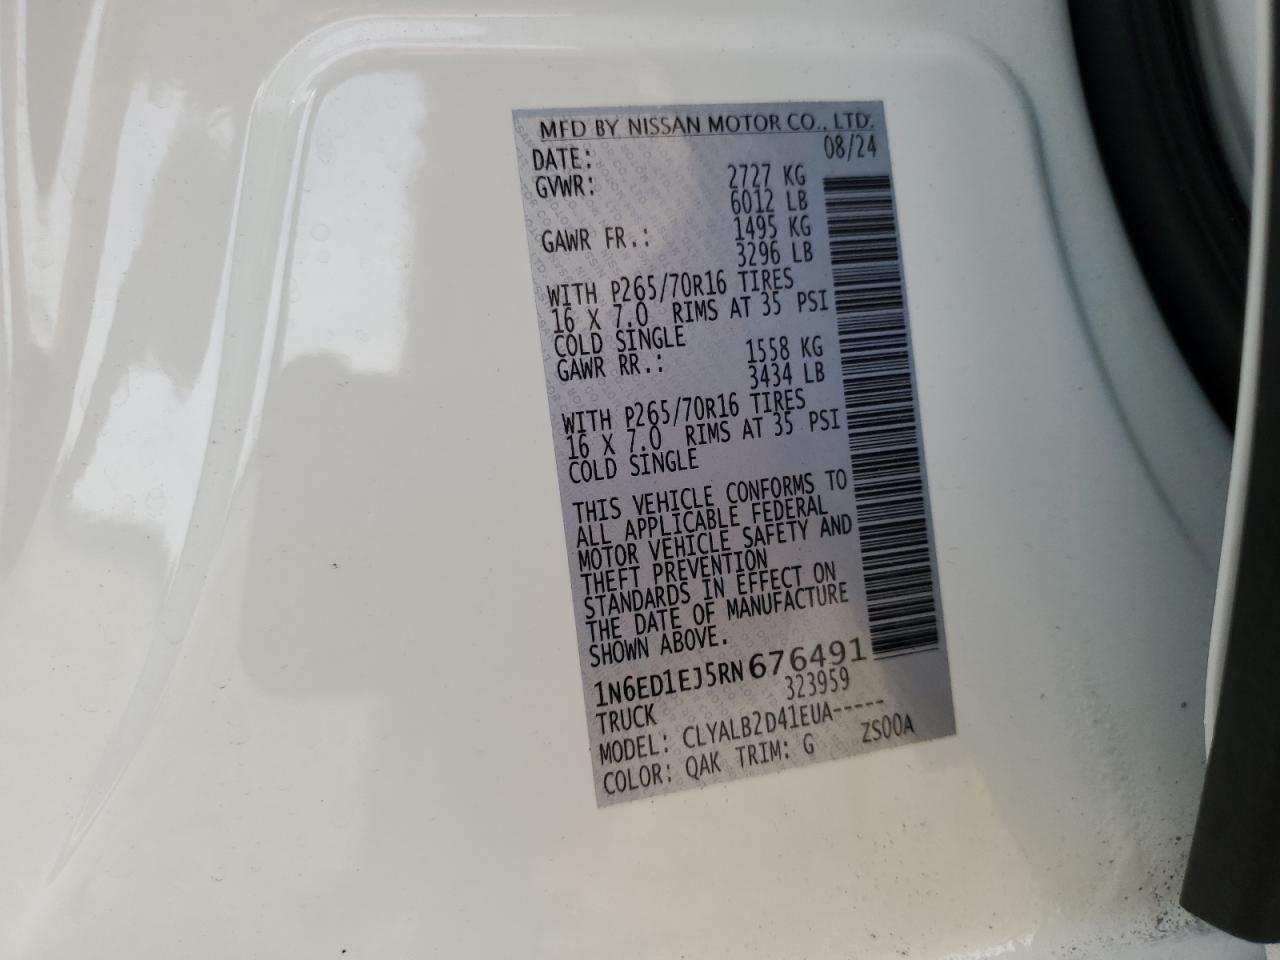 MFD BY NISSAN MOTOR CO., LTD.
DATE: 08/24
GVWR: 2727 KG
6012 LB
GAWR FR.: 1495 KG
3296 LB
WITH P265/70R16 TIRES
16 X 7.0 RIMS AT 35 PSI
COLD SINGLE
GAWR RR.: 1558 KG
3434 LB
WITH P265/70R16 TIRES
16 X 7.0 RIMS AT 35 PSI
COLD SINGLE
THIS VEHICLE CONFORMS TO
ALL APPLICABLE FEDERAL
MOTOR VEHICLE SAFETY AND
THEFT PREVENTION
STANDARDS IN EFFECT ON
THE DATE OF MANUFACTURE
SHOWN ABOVE.
1N6ED1EJ5RN676491
TRUCK 323959
MODEL: CLYALB2D41EUA-----
COLOR: QAK TRIM: G ZS00A